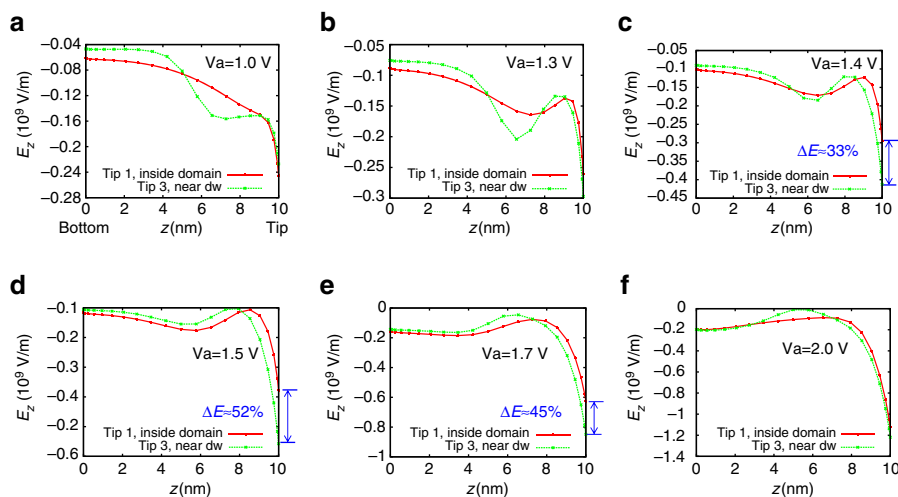 a
−0.04
−0.08
−0.12
−0.16
−0.2
−0.24
−0.28
E_z (10^9 V/m)
Va=1.0 V
Tip 1, inside domain
Tip 3, near dw
0 2 4 6 8 10
Bottom z(nm) Tip
b
−0.05
−0.1
−0.15
−0.2
−0.25
−0.3
E_z (10^9 V/m)
Va=1.3 V
Tip 1, inside domain
Tip 3, near dw
0 2 4 6 8 10
z(nm)
c
−0.05
−0.1
−0.15
−0.2
−0.25
−0.3
−0.35
−0.4
−0.45
E_z (10^9 V/m)
Va=1.4 V
ΔE≈33%
Tip 1, inside domain
Tip 3, near dw
0 2 4 6 8 10
z(nm)
d
−0.1
−0.2
−0.3
−0.4
−0.2
−0.6
E_z (10^9 V/m)
Va=1.5 V
ΔE≈52%
Tip 1, inside domain
Tip 3, near dw
0 2 4 6 8 10
z(nm)
e
0
−0.2
−0.4
−0.6
−0.8
−1
E_z (10^9 V/m)
Va=1.7 V
ΔE≈45%
Tip 1, inside domain
Tip 3, near dw
0 2 4 6 8 10
z(nm)
f
0
−0.2
−0.4
−0.6
−0.8
−1
−1.2
−1.4
E_z (10^9 V/m)
Va=2.0 V
Tip 1, inside domain
Tip 3, near dw
0 2 4 6 8 10
z(nm)